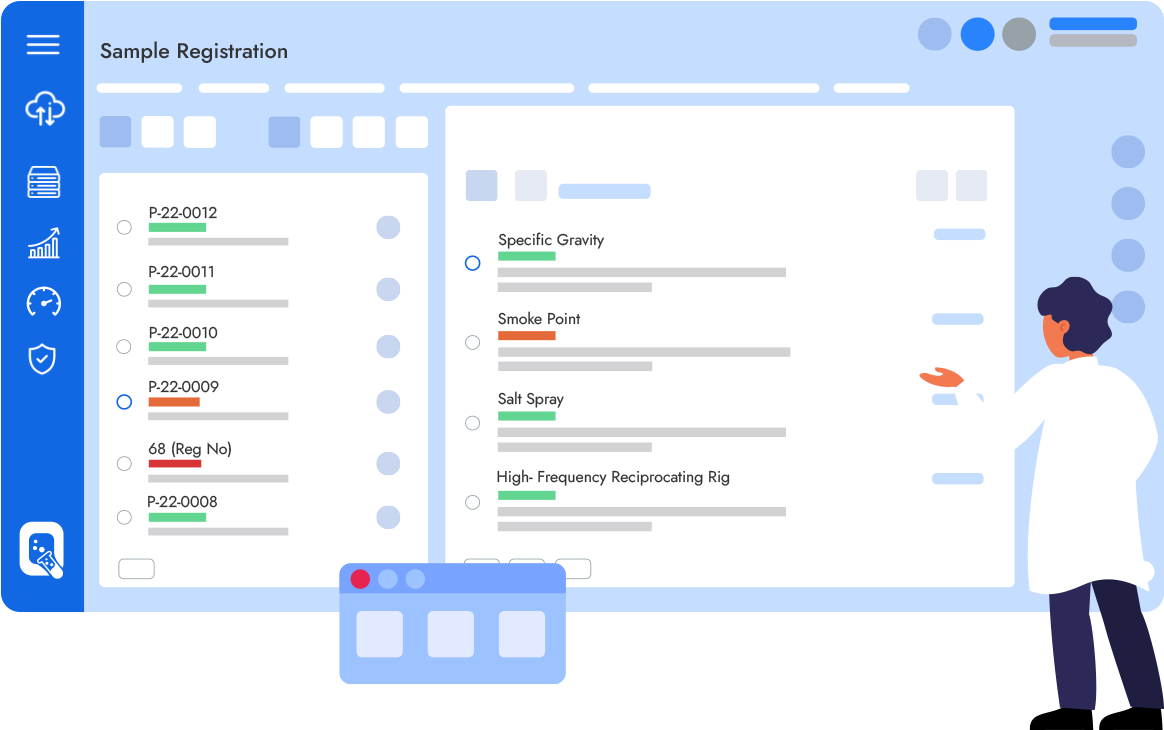 Sample Registration
P-22-0012
P-22-0011
P-22-0010
P-22-0009
68 (Reg No)
P-22-0008
Specific Gravity
Smoke Point
Salt Spray
High- Frequency Reciprocating Rig